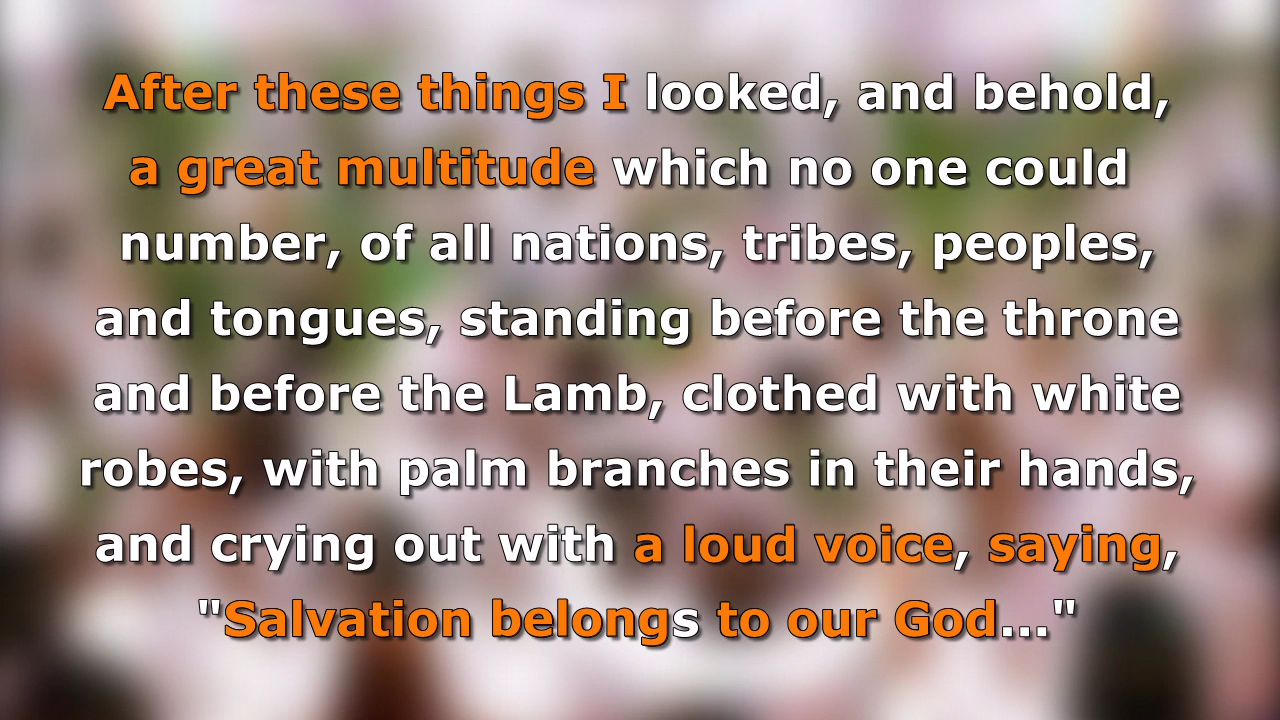 After these things I looked, and behold,
a great multitude which no one could
number, of all nations, tribes, peoples,
and tongues, standing before the throne
and before the Lamb, clothed with white
robes, with palm branches in their hands,
and crying out with a loud voice, saying,
"Salvation belongs to our God..."